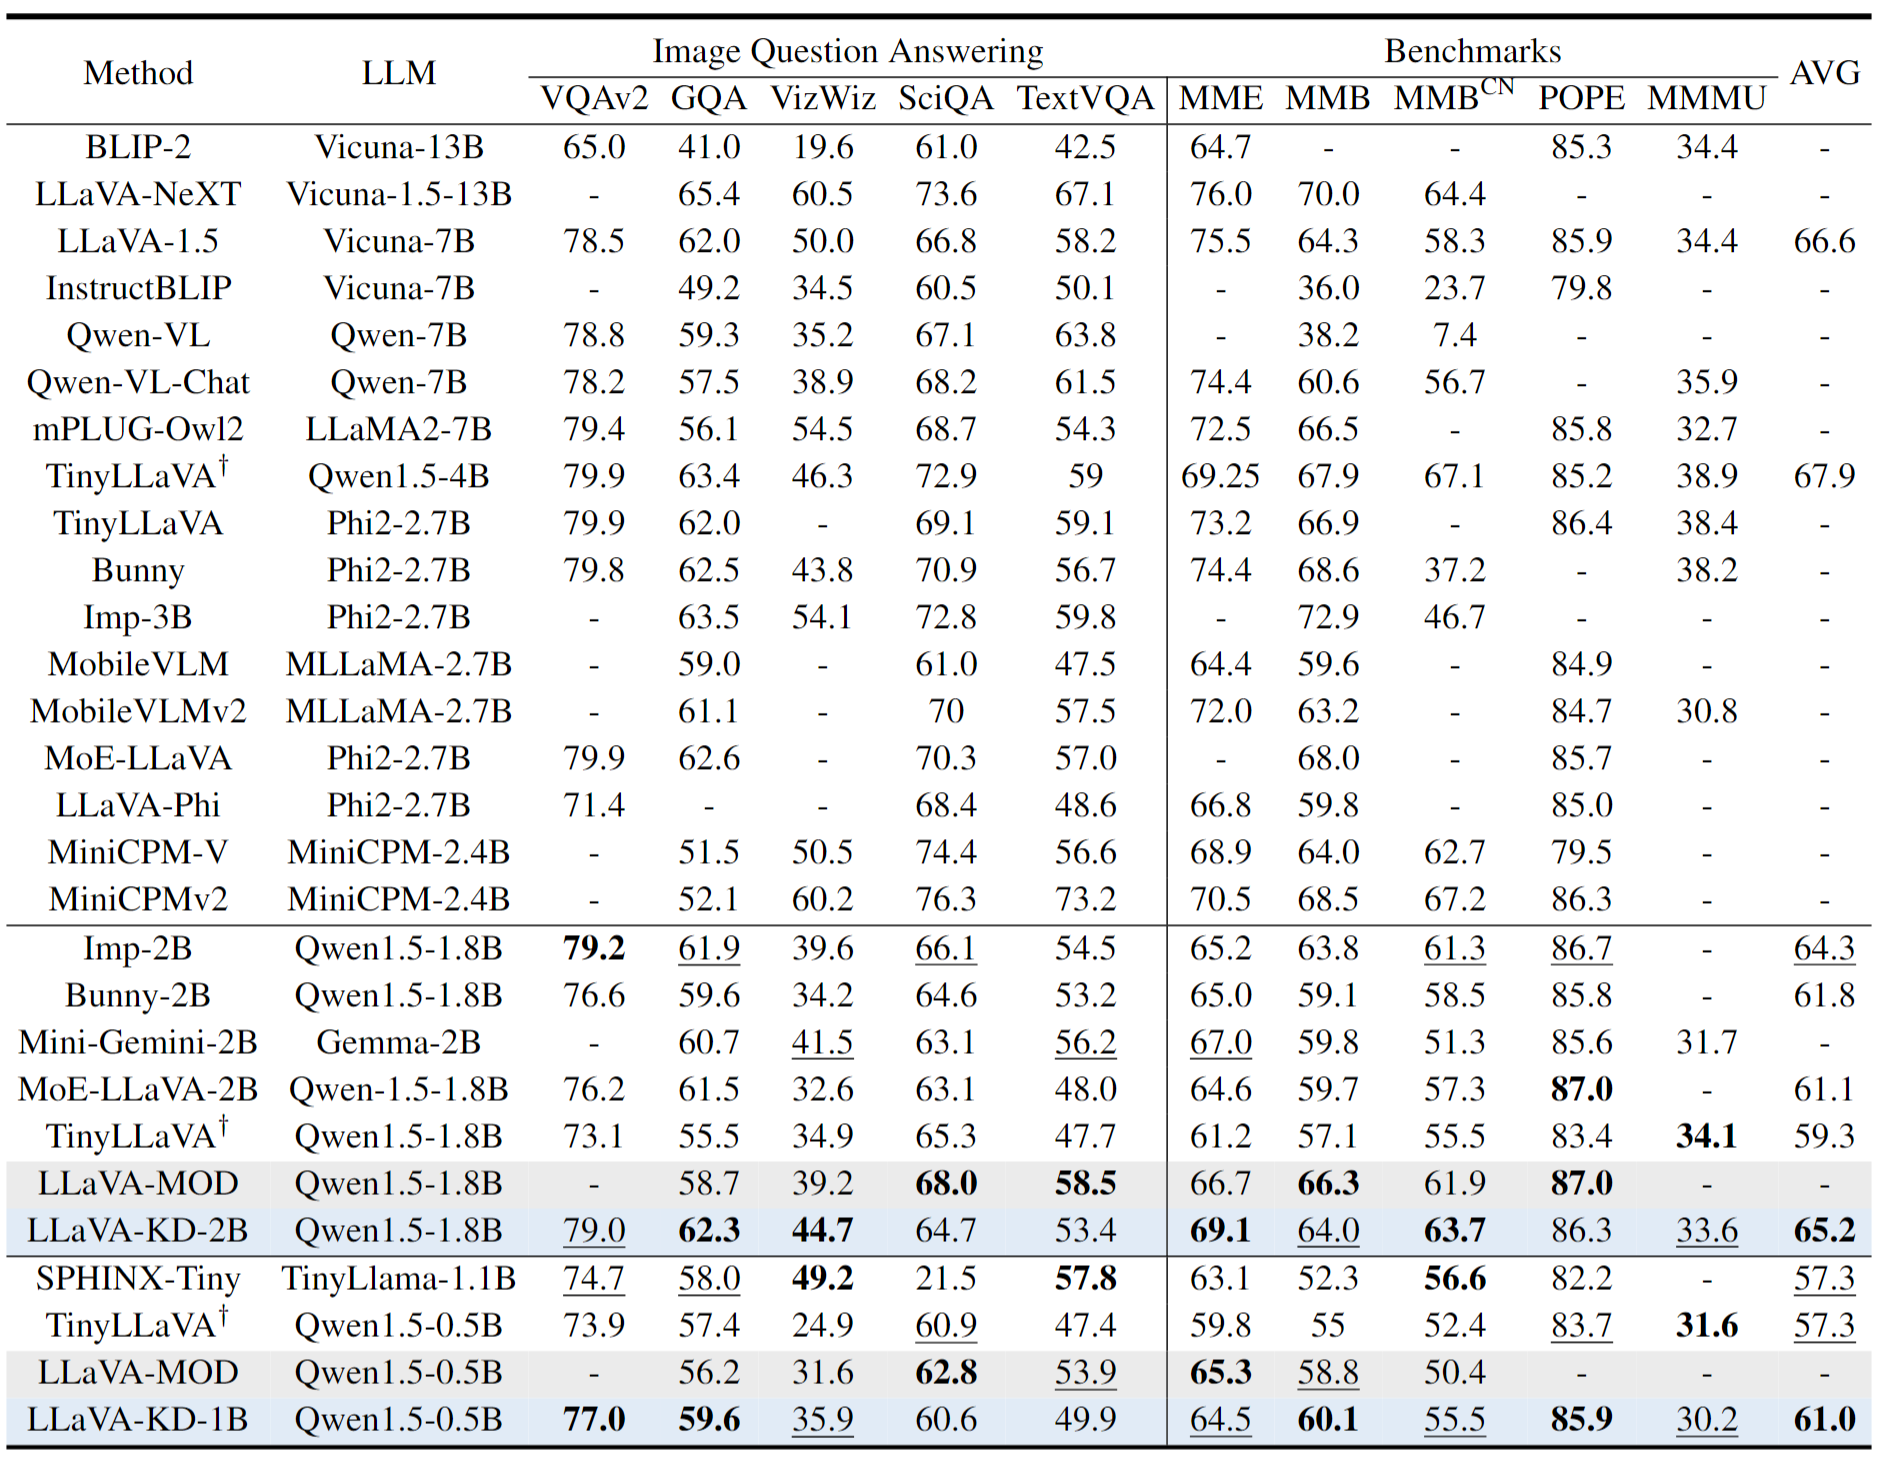 Method LLM Image Question Answering Benchmarks AVG
VQAv2 GQA VizWiz SciQA TextVQA MME MMB MMB^CN POPE MMMU
BLIP-2 Vicuna-13B 65.0 41.0 19.6 61.0 42.5 64.7 - - 85.3 34.4 -
LLaVA-NeXT Vicuna-1.5-13B - 65.4 60.5 73.6 67.1 76.0 70.0 64.4 - - -
LLaVA-1.5 Vicuna-7B 78.5 62.0 50.0 66.8 58.2 75.5 64.3 58.3 85.9 34.4 66.6
InstructBLIP Vicuna-7B - 49.2 34.5 60.5 50.1 - 36.0 23.7 79.8 - -
Qwen-VL Qwen-7B 78.8 59.3 35.2 67.1 63.8 - 38.2 7.4 - - -
Qwen-VL-Chat Qwen-7B 78.2 57.5 38.9 68.2 61.5 74.4 60.6 56.7 - 35.9 -
mPLUG-Owl2 LLaMA2-7B 79.4 56.1 54.5 68.7 54.3 72.5 66.5 - 85.8 32.7 -
TinyLLaVA† Qwen1.5-4B 79.9 63.4 46.3 72.9 59 69.25 67.9 67.1 85.2 38.9 67.9
TinyLLaVA Phi2-2.7B 79.9 62.0 - 69.1 59.1 73.2 66.9 - 86.4 38.4 -
Bunny Phi2-2.7B 79.8 62.5 43.8 70.9 56.7 74.4 68.6 37.2 - 38.2 -
Imp-3B Phi2-2.7B - 63.5 54.1 72.8 59.8 - 72.9 46.7 - - -
MobileVLM MLLaMA-2.7B - 59.0 - 61.0 47.5 64.4 59.6 - 84.9 - -
MobileVLMv2 MLLaMA-2.7B - 61.1 - 70 57.5 72.0 63.2 - 84.7 30.8 -
MoE-LLaVA Phi2-2.7B 79.9 62.6 - 70.3 57.0 - 68.0 - 85.7 - -
LLaVA-Phi Phi2-2.7B 71.4 - - 68.4 48.6 66.8 59.8 - 85.0 - -
MiniCPM-V MiniCPM-2.4B - 51.5 50.5 74.4 56.6 68.9 64.0 62.7 79.5 - -
MiniCPMv2 MiniCPM-2.4B - 52.1 60.2 76.3 73.2 70.5 68.5 67.2 86.3 - -
Imp-2B Qwen1.5-1.8B 79.2 61.9 39.6 66.1 54.5 65.2 63.8 61.3 86.7 - 64.3
Bunny-2B Qwen1.5-1.8B 76.6 59.6 34.2 64.6 53.2 65.0 59.1 58.5 85.8 - 61.8
Mini-Gemini-2B Gemma-2B - 60.7 41.5 63.1 56.2 67.0 59.8 51.3 85.6 31.7 -
MoE-LLaVA-2B Qwen-1.5-1.8B 76.2 61.5 32.6 63.1 48.0 64.6 59.7 57.3 87.0 - 61.1
TinyLLaVA† Qwen1.5-1.8B 73.1 55.5 34.9 65.3 47.7 61.2 57.1 55.5 83.4 34.1 59.3
LLaVA-MOD Qwen1.5-1.8B - 58.7 39.2 68.0 58.5 66.7 66.3 61.9 87.0 - -
LLaVA-KD-2B Qwen1.5-1.8B 79.0 62.3 44.7 64.7 53.4 69.1 64.0 63.7 86.3 33.6 65.2
SPHINX-Tiny TinyLlama-1.1B 74.7 58.0 49.2 21.5 57.8 63.1 52.3 56.6 82.2 - 57.3
TinyLLaVA† Qwen1.5-0.5B 73.9 57.4 24.9 60.9 47.4 59.8 55 52.4 83.7 31.6 57.3
LLaVA-MOD Qwen1.5-0.5B - 56.2 31.6 62.8 53.9 65.3 58.8 50.4 - - -
LLaVA-KD-1B Qwen1.5-0.5B 77.0 59.6 35.9 60.6 49.9 64.5 60.1 55.5 85.9 30.2 61.0